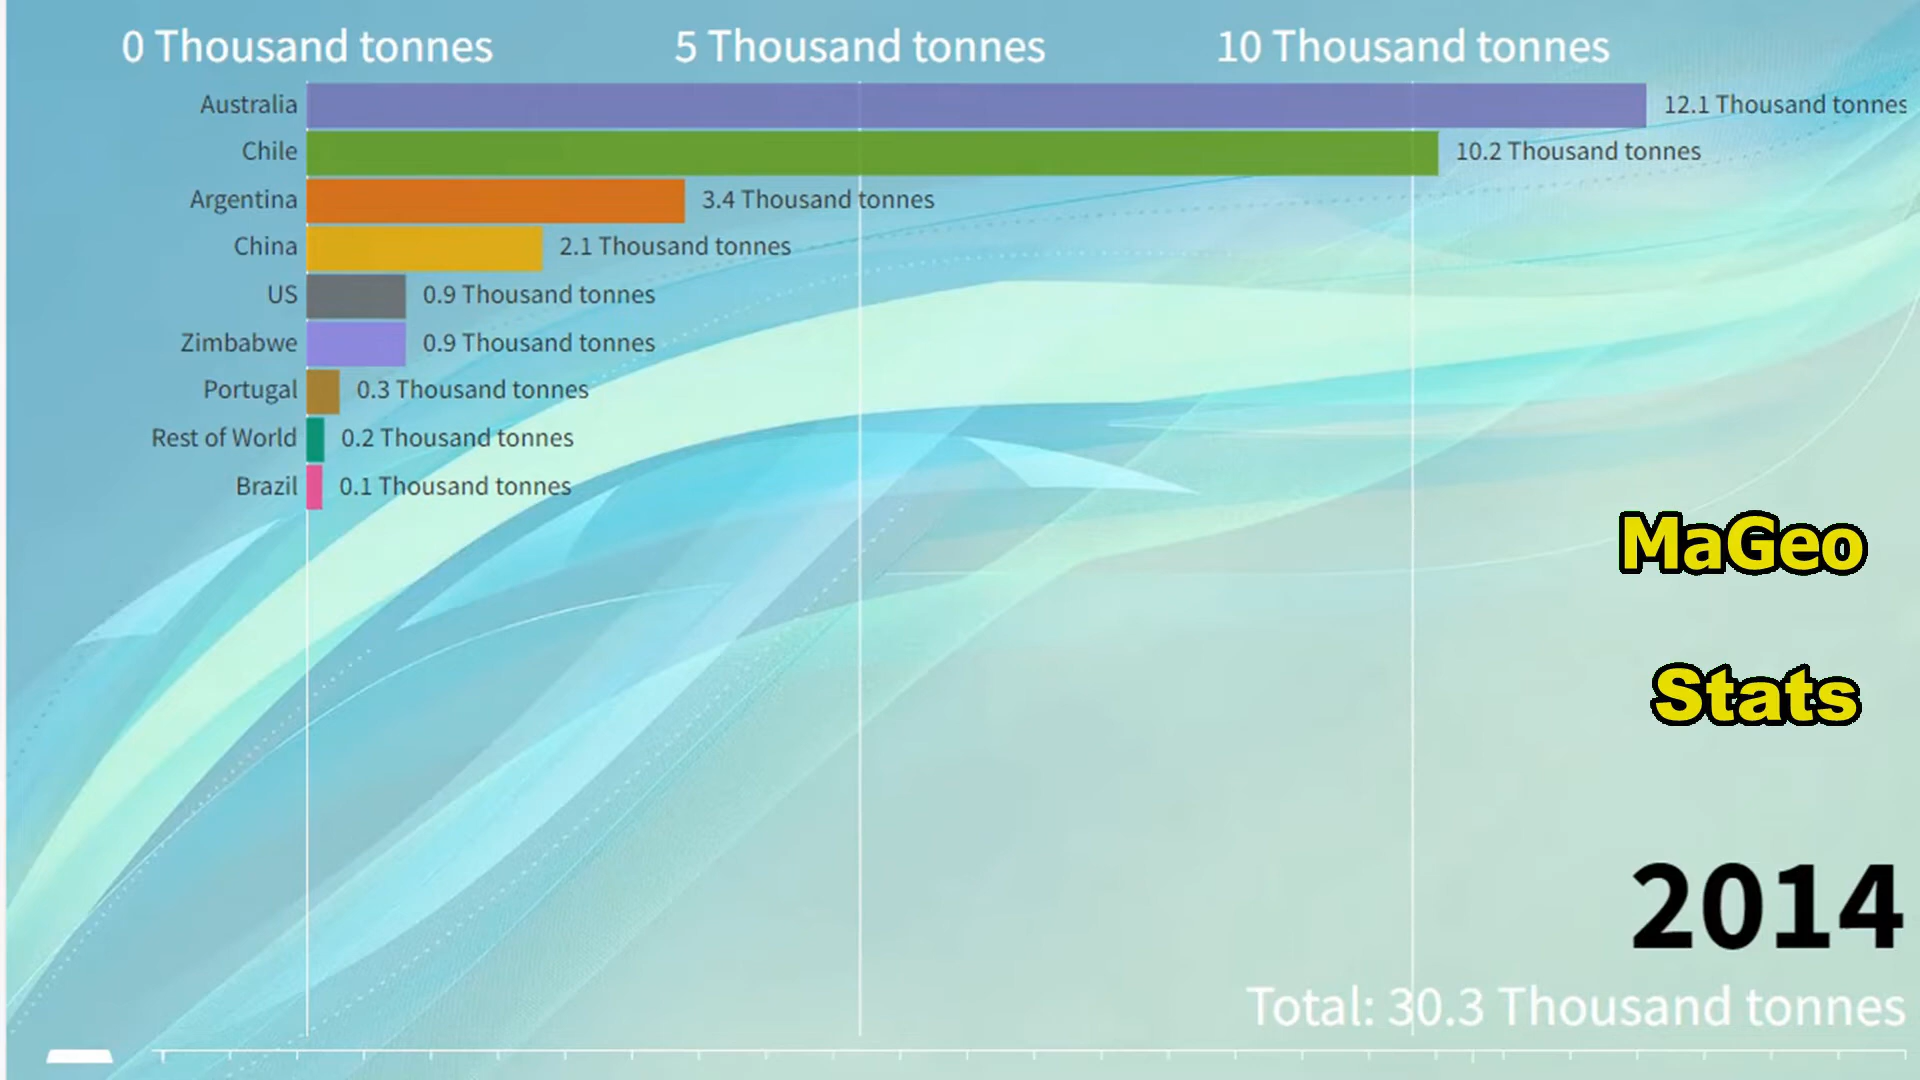 0 Thousand tonnes 5 Thousand tonnes 10 Thousand tonnes
Australia 12.1 Thousand tonnes
Chile 10.2 Thousand tonnes
Argentina 3.4 Thousand tonnes
China 2.1 Thousand tonnes
US 0.9 Thousand tonnes
Zimbabwe 0.9 Thousand tonnes
Portugal 0.3 Thousand tonnes
Rest of World 0.2 Thousand tonnes
Brazil 0.1 Thousand tonnes
MaGeo
Stats
2014
Total: 30.3 Thousand tonnes